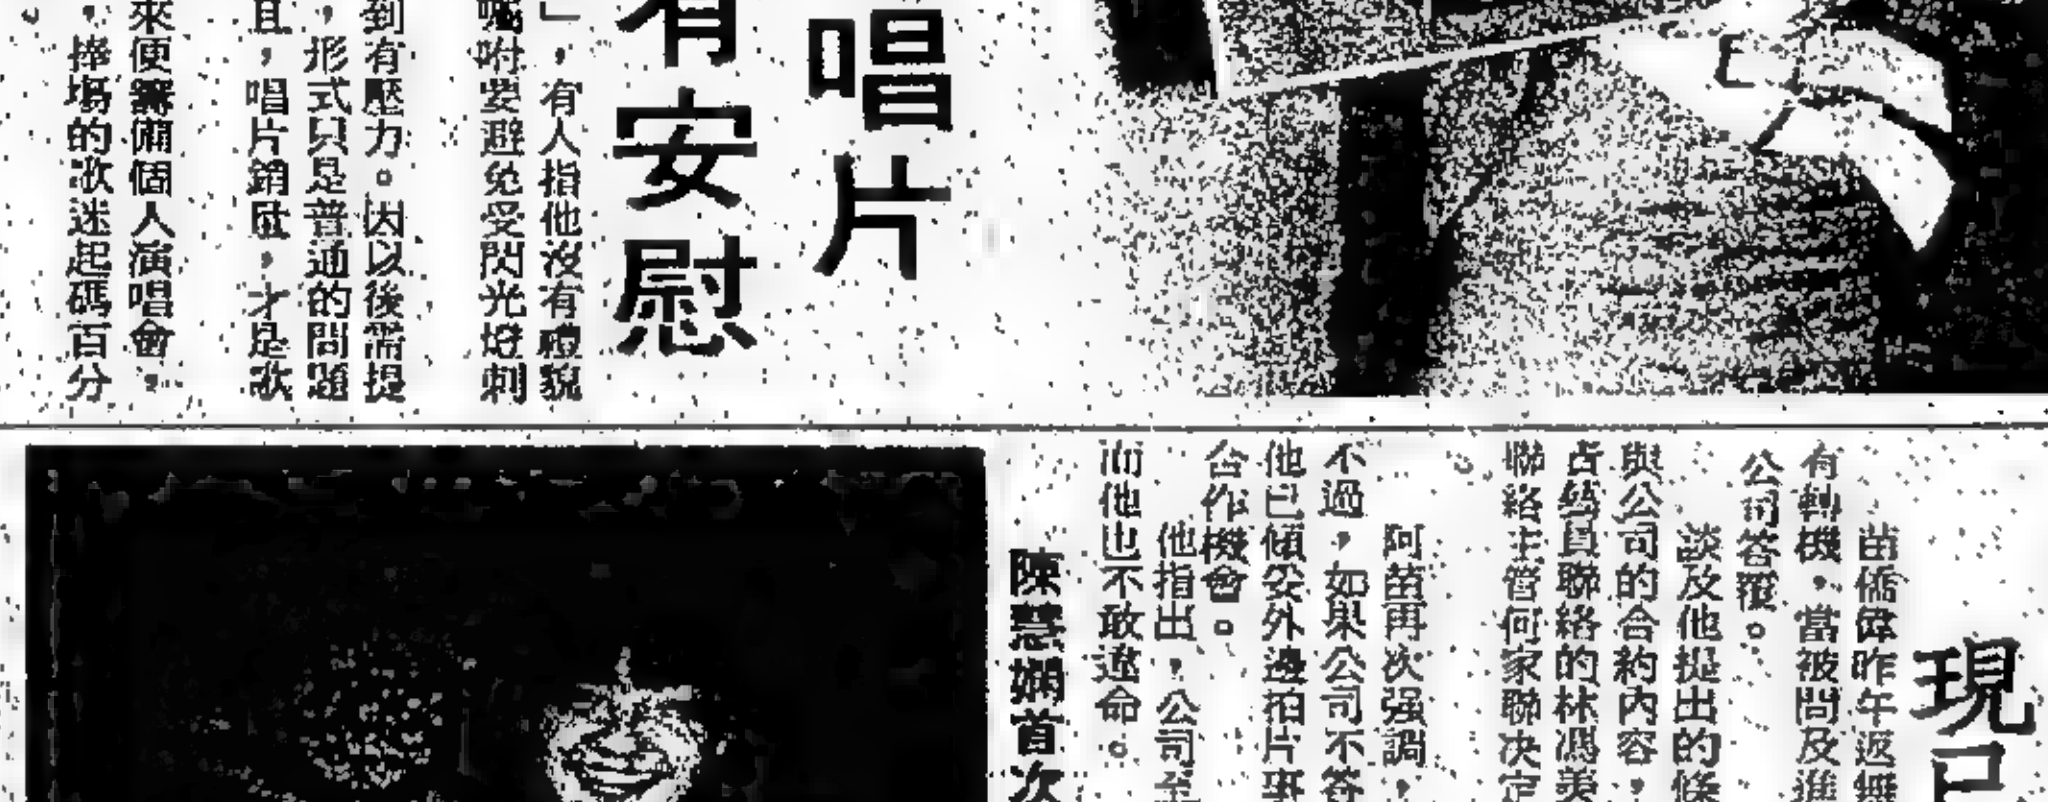 唱片
有安慰
」，有人指他沒有禮貌
囑咐要避免受閃光燈刺
到有壓力。因以後需提
，形式只是普通的問題
且，唱片銷
，才是歌
來便籌備個人演唱會，
，捧場的歌迷起碼百分
現已
苗僑偉昨午返無
有轉機，當被問及進
公司答覆。
談及他提出的條
與公司的合約內容，
責藝員聯絡的林馮美
聯絡主管何家聯決定
阿苗再次强調，
不過，如果公司不答
他已傾妥外邊拍片事
合作機會。
他指出，公司至
而他也不敢違命。
陳慧嫻首次